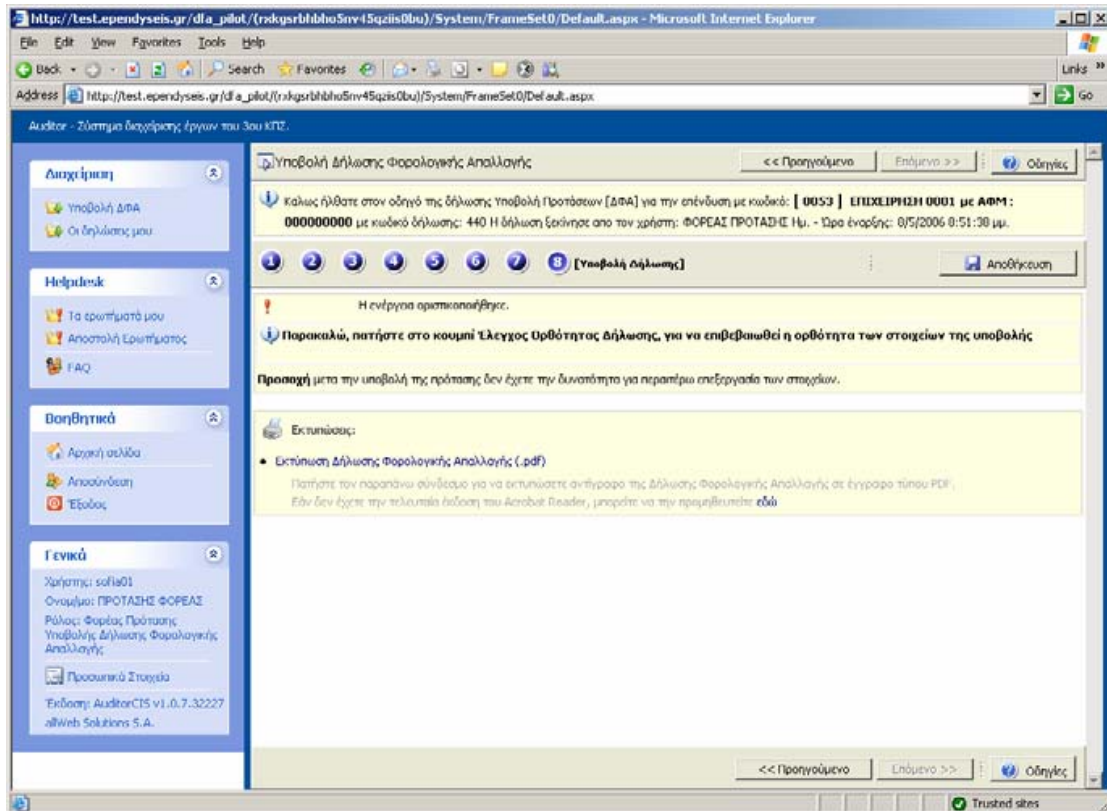 http://test.ependyseis.gr/dfa_pilot/(rxkgsrbhbho5nv45qziis0bu)/System/FrameSet0/Default.aspx - Microsoft Internet Explorer
File Edit View Favorites Tools Help
Back Search Favorites Links »
Address http://test.ependyseis.gr/dfa_pilot/(rxkgsrbhbho5nv45qziis0bu)/System/FrameSet0/Default.aspx Go
Auditor - Σύστημα διαχείρισης έργων του 3ου ΚΠΣ.
Διαχείριση
Υποβολή ΔΦΑ
Οι δηλώσεις μου
Helpdesk
Τα ερωτήματά μου
Αποστολή Ερωτήματος
FAQ
Βοηθητικά
Αρχική σελίδα
Αποσύνδεση
Έξοδος
Γενικά
Χρήστης: sofia01
Ονομ/μο: ΠΡΟΤΑΣΗΣ ΦΟΡΕΑΣ
Ρόλος: Φορέας Πρότασης
Υποβολής Δήλωσης Φορολογικής
Απαλλαγής
Προσωπικά Στοιχεία
Έκδοση: AuditorCIS v1.0.7.32227
allWeb Solutions S.A.
Υποβολή Δήλωσης Φορολογικής Απαλλαγής << Προηγούμενο Επόμενο >> Οδηγίες
Καλως ήλθατε στον οδηγό της δήλωσης Υποβολή Προτάσεων [ΔΦΑ] για την επένδυση με κωδικό: [ 0053 ] ΕΠΙΧΕΙΡΗΣΗ 0001 με ΑΦΜ :
000000000 με κωδικό δήλωσης: 440 Η δήλωση ξεκίνησε απο τον χρήστη: ΦΟΡΕΑΣ ΠΡΟΤΑΣΗΣ Ημ. - Ώρα έναρξης: 8/5/2006 8:51:38 μμ.
1 2 3 4 5 6 7 8 [Υποβολή Δήλωσης] Αποθήκευση
Η ενέργεια οριστικοποιήθηκε.
Παρακαλώ, πατήστε στο κουμπί Έλεγχος Ορθότητας Δήλωσης, για να επιβεβαιωθεί η ορθότητα των στοιχείων της υποβολής
Προσοχή μετα την υποβολή της πρότασης δεν έχετε την δυνατότητα για περαιτέρω επεξεργασία των στοιχείων.
Εκτυπώσεις:
• Εκτύπωση Δήλωσης Φορολογικής Απαλλαγής (.pdf)
Πατήστε τον παραπάνω σύνδεσμο για να εκτυπώσετε αντίγραφο της Δήλωσης Φορολογικής Απαλλαγής σε έγγραφο τύπου PDF.
Εάν δεν έχετε την τελευταία έκδοση του Acrobat Reader, μπορείτε να την προμηθευτείτε εδώ
<< Προηγούμενο Επόμενο >> Οδηγίες
Trusted sites